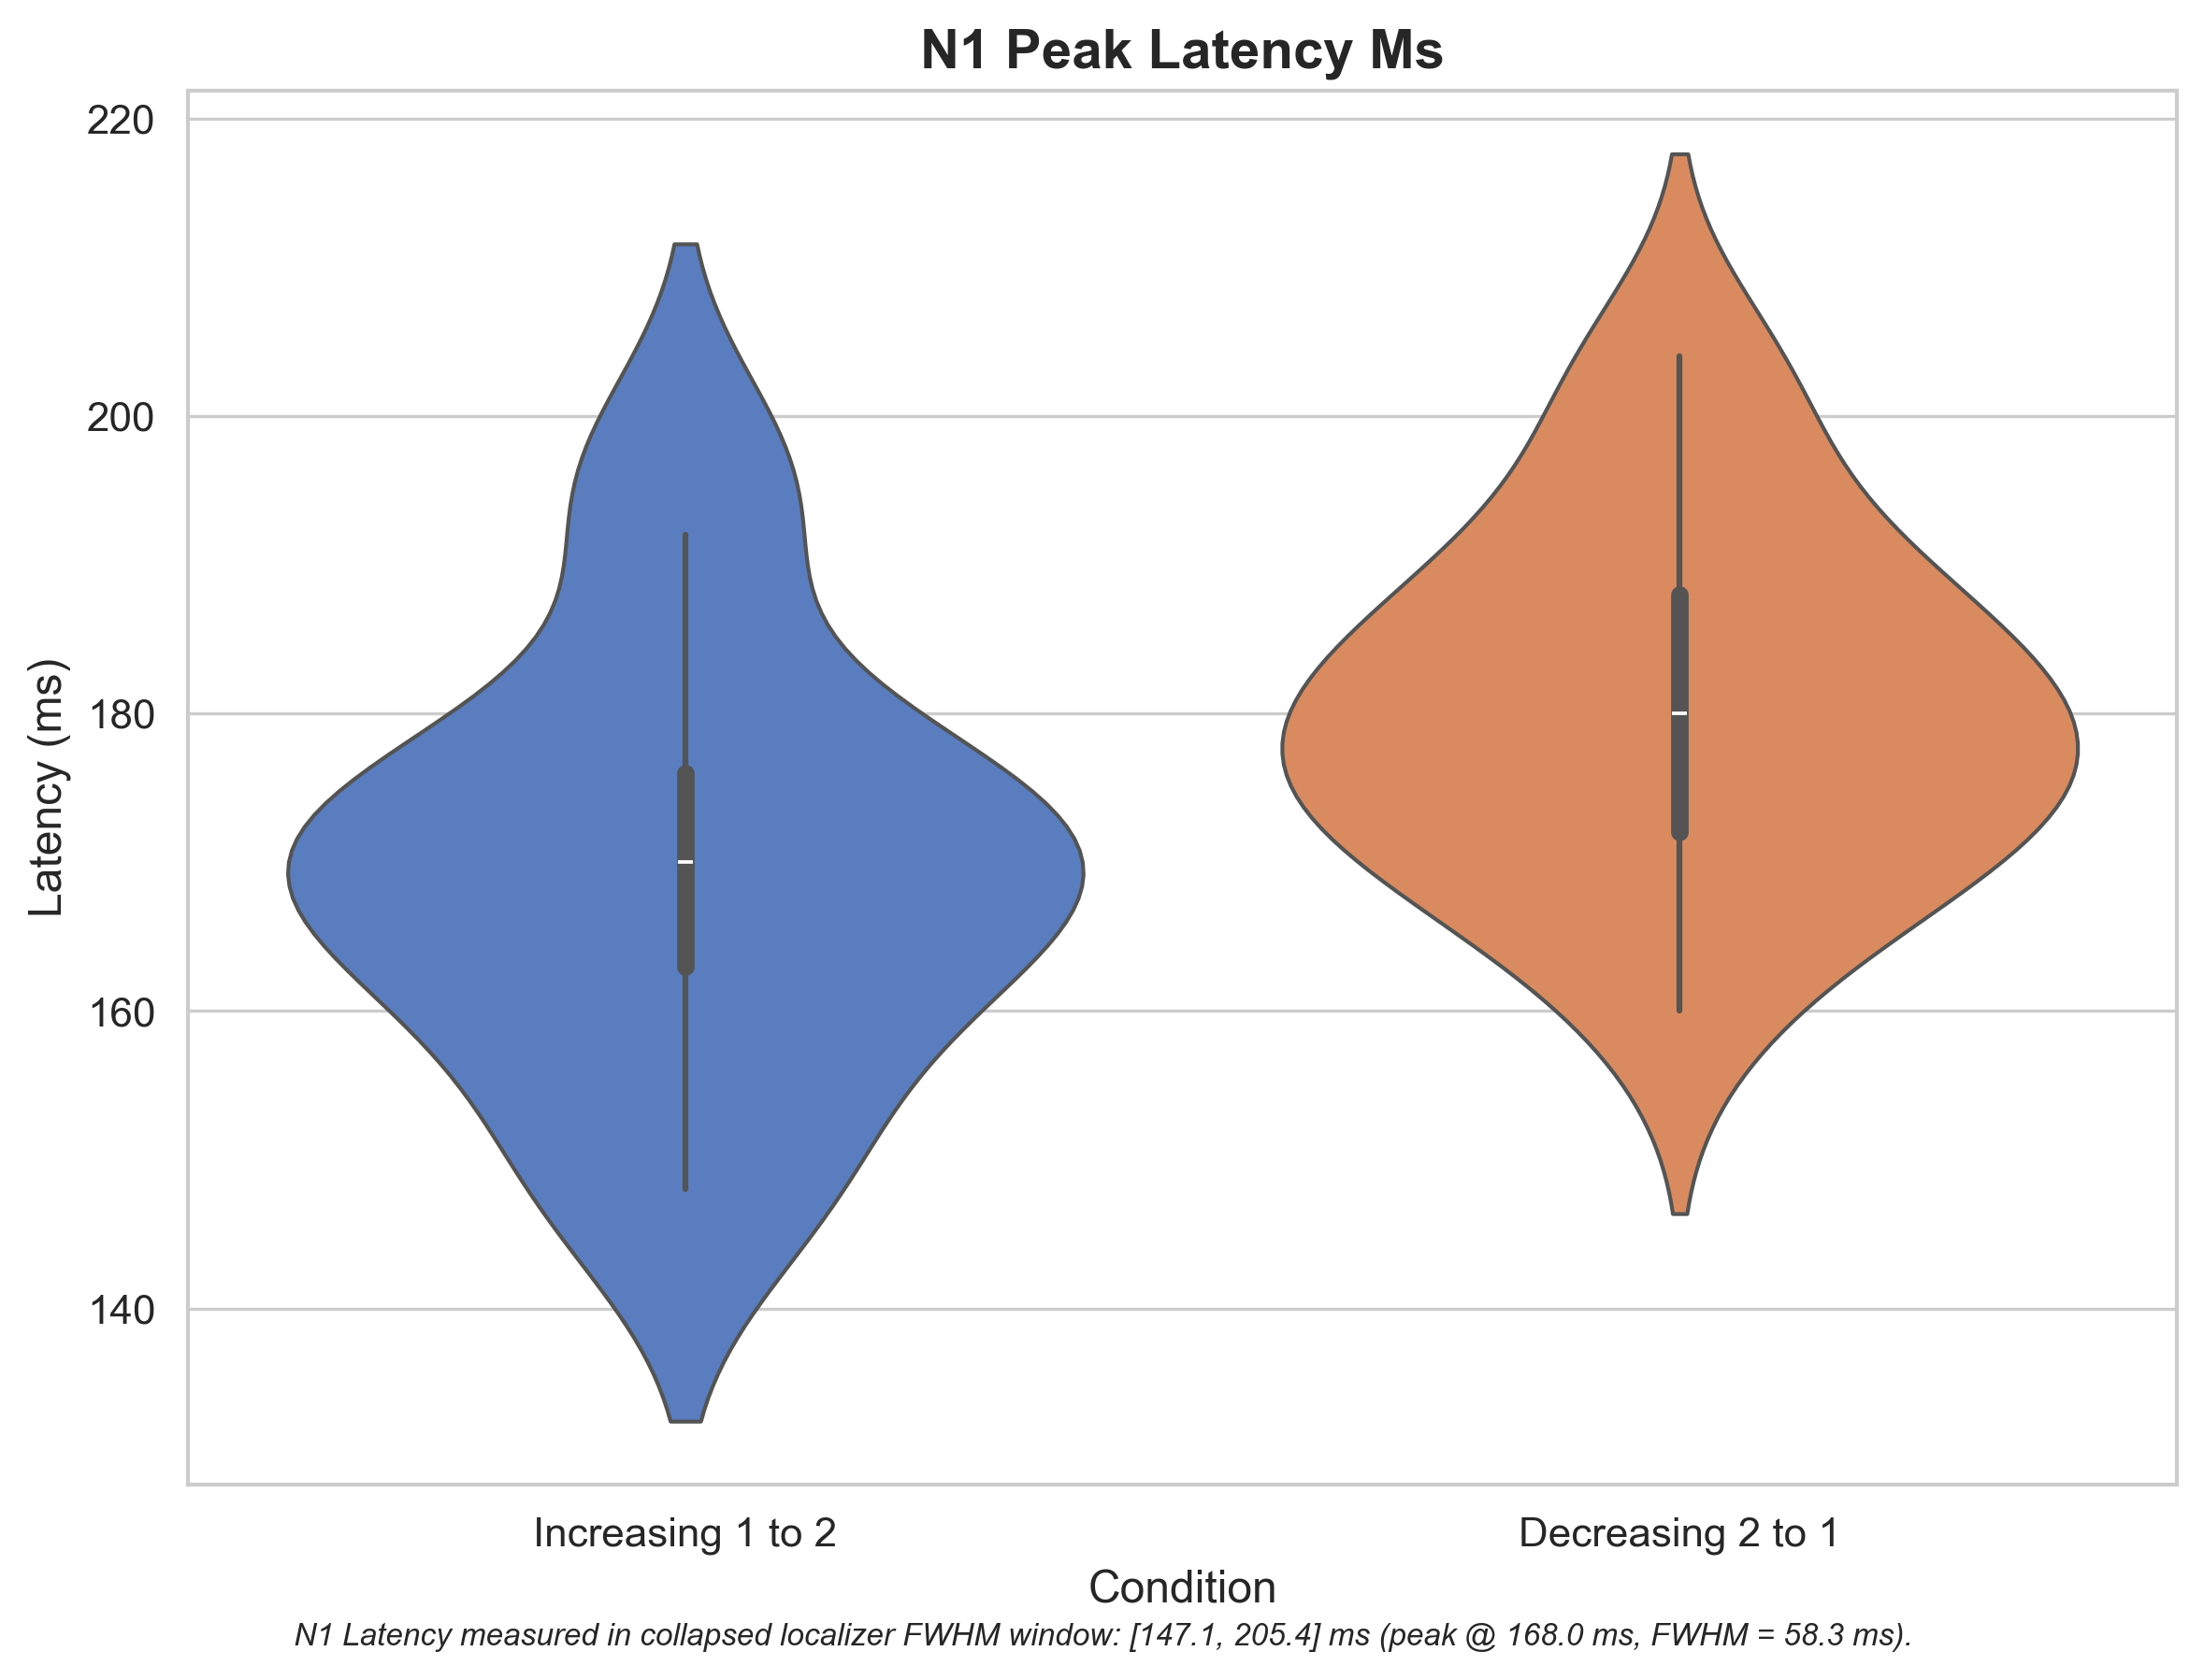 N1 Peak Latency Ms
220
200
180
160
140
Latency (ms)
Increasing 1 to 2
Decreasing 2 to 1
Condition
N1 Latency measured in collapsed localizer FWHM window: [147.1, 205.4] ms (peak @ 168.0 ms, FWHM = 58.3 ms).